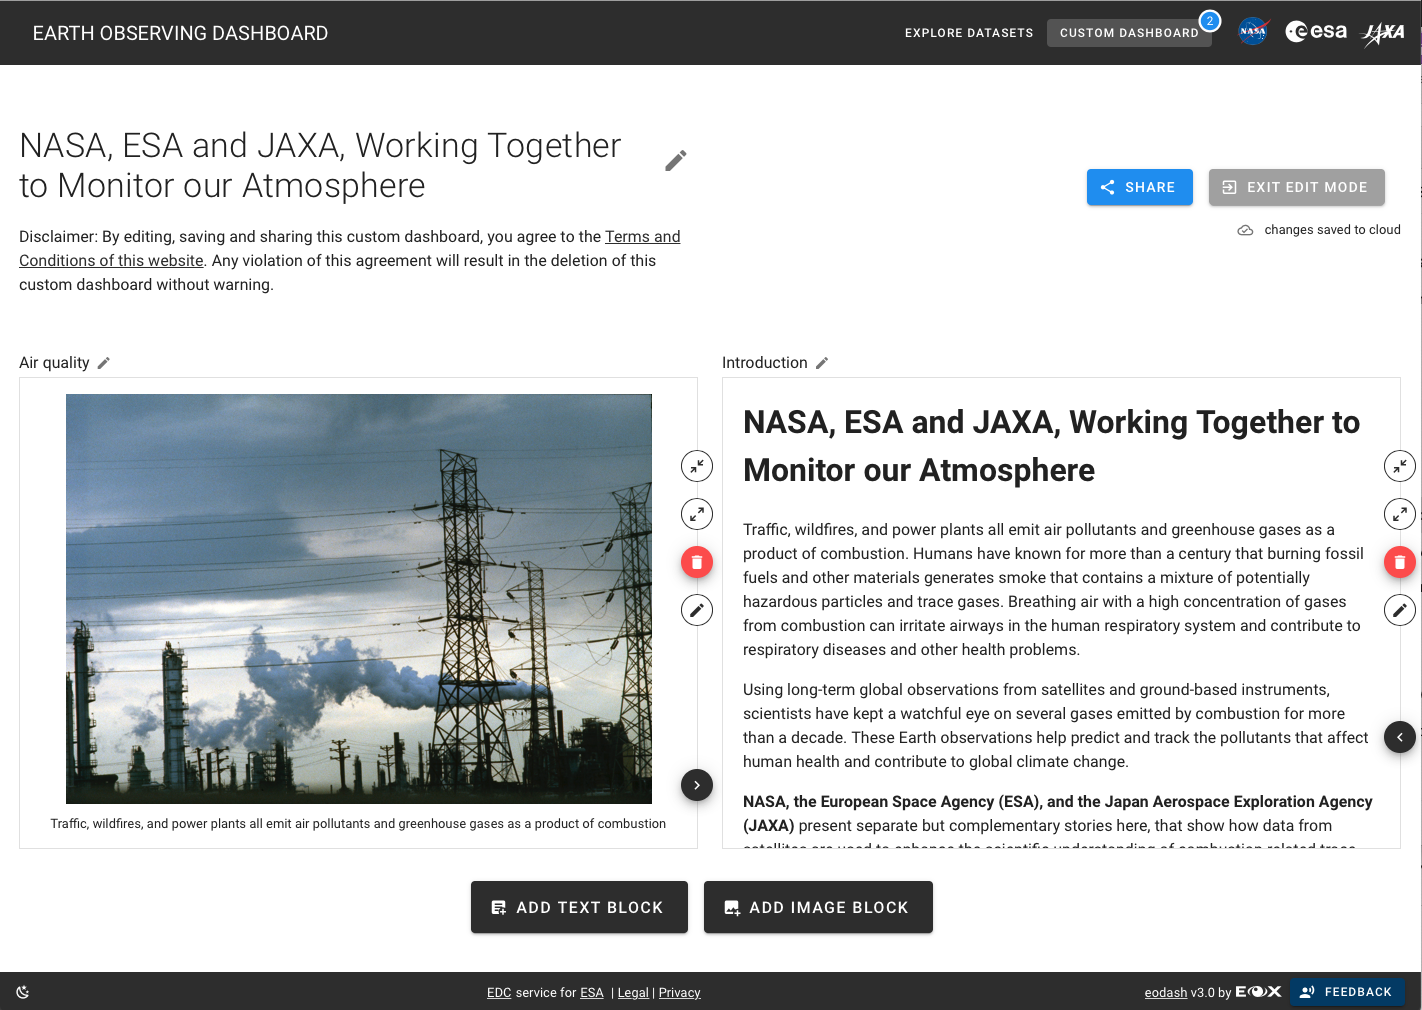 EARTH OBSERVING DASHBOARD
EXPLORE DATASETS
CUSTOM DASHBOARD
2
NASA
esa
JAXA
NASA, ESA and JAXA, Working Together
to Monitor our Atmosphere
SHARE
EXIT EDIT MODE
changes saved to cloud
Disclaimer: By editing, saving and sharing this custom dashboard, you agree to the Terms and
Conditions of this website. Any violation of this agreement will result in the deletion of this
custom dashboard without warning.
Air quality
Traffic, wildfires, and power plants all emit air pollutants and greenhouse gases as a product of combustion
Introduction
NASA, ESA and JAXA, Working Together to
Monitor our Atmosphere
Traffic, wildfires, and power plants all emit air pollutants and greenhouse gases as a
product of combustion. Humans have known for more than a century that burning fossil
fuels and other materials generates smoke that contains a mixture of potentially
hazardous particles and trace gases. Breathing air with a high concentration of gases
from combustion can irritate airways in the human respiratory system and contribute to
respiratory diseases and other health problems.
Using long-term global observations from satellites and ground-based instruments,
scientists have kept a watchful eye on several gases emitted by combustion for more
than a decade. These Earth observations help predict and track the pollutants that affect
human health and contribute to global climate change.
NASA, the European Space Agency (ESA), and the Japan Aerospace Exploration Agency
(JAXA) present separate but complementary stories here, that show how data from
satellites are used to enhance the scientific understanding of combustion related trace
ADD TEXT BLOCK
ADD IMAGE BLOCK
EDC service for ESA | Legal | Privacy
eodash v3.0 by EOX
FEEDBACK